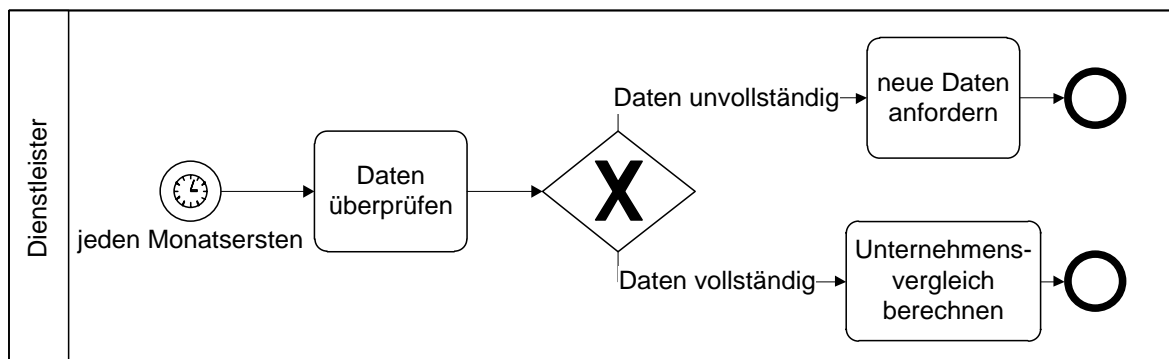 Dienstleister
jeden Monatsersten
Daten
überprüfen
X
Daten unvollständig
neue Daten
anfordern
Daten vollständig
Unternehmens-
vergleich
berechnen